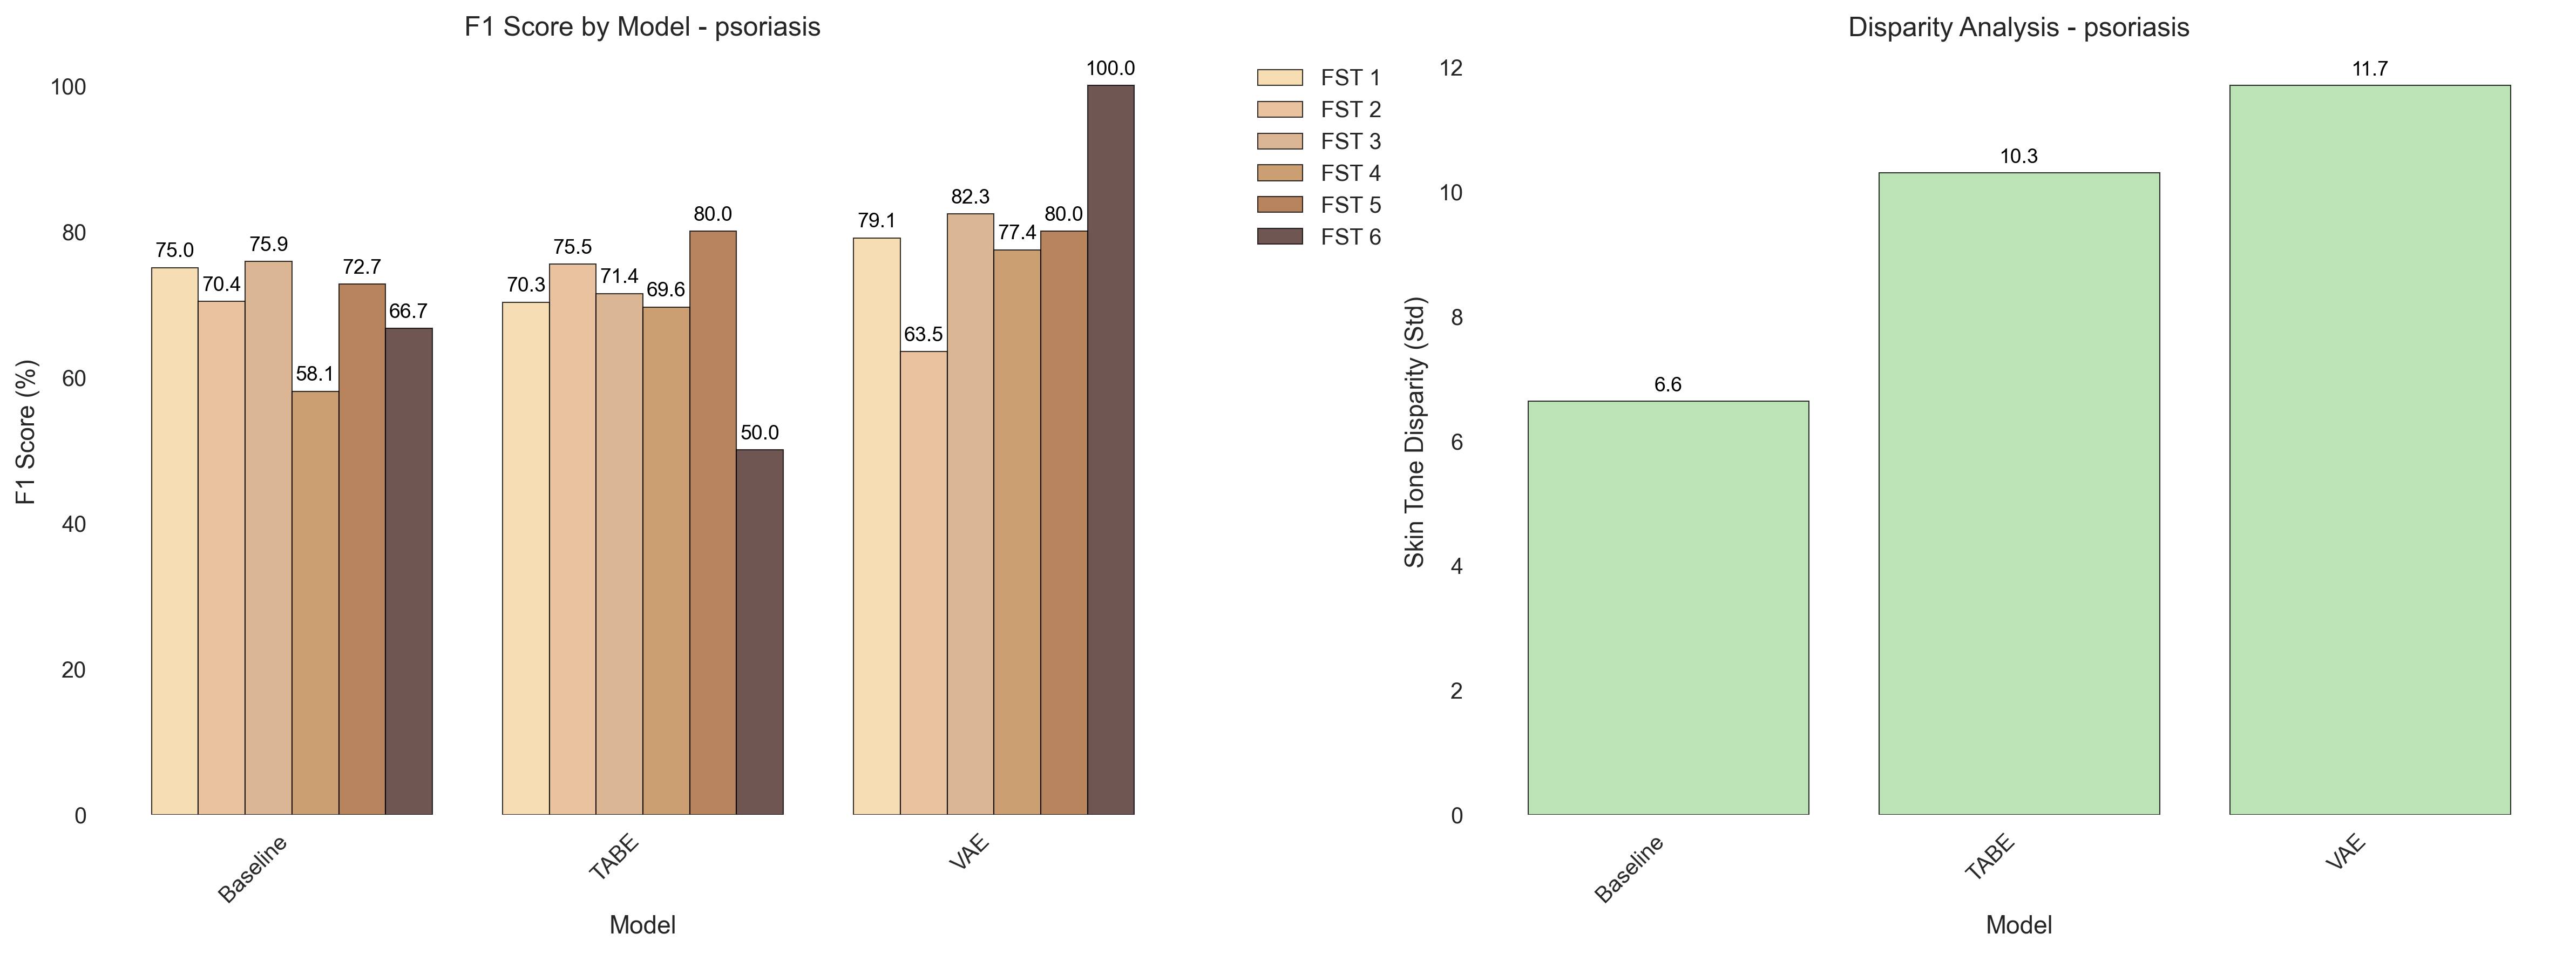 F1 Score by Model - psoriasis
F1 Score (%)
100
80
60
40
20
0
75.0
70.4
75.9
58.1
72.7
66.7
70.3
75.5
71.4
69.6
80.0
50.0
79.1
63.5
82.3
77.4
80.0
100.0
Baseline
TABE
VAE
Model
FST 1
FST 2
FST 3
FST 4
FST 5
FST 6
Disparity Analysis - psoriasis
Skin Tone Disparity (Std)
12
10
8
6
4
2
0
6.6
10.3
11.7
Baseline
TABE
VAE
Model